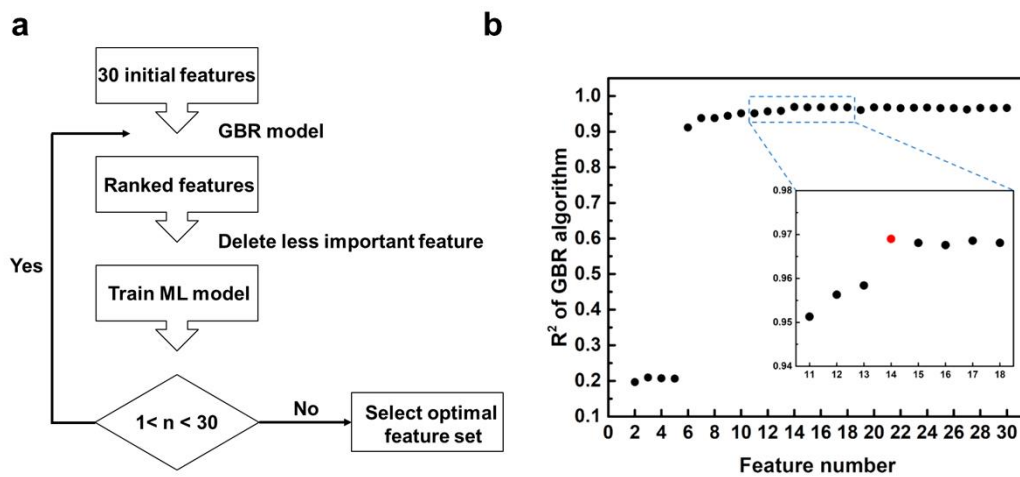 a
30 initial features
GBR model
Ranked features
Delete less important feature
Yes
Train ML model
1< n < 30
No
Select optimal
feature set
b
R² of GBR algorithm
1.0
0.9
0.8
0.7
0.6
0.5
0.4
0.3
0.2
0.1
0 2 4 6 8 10 12 14 16 18 20 22 24 26 28 30
Feature number
0.98
0.97
0.96
0.95
0.94
11 12 13 14 15 16 17 18